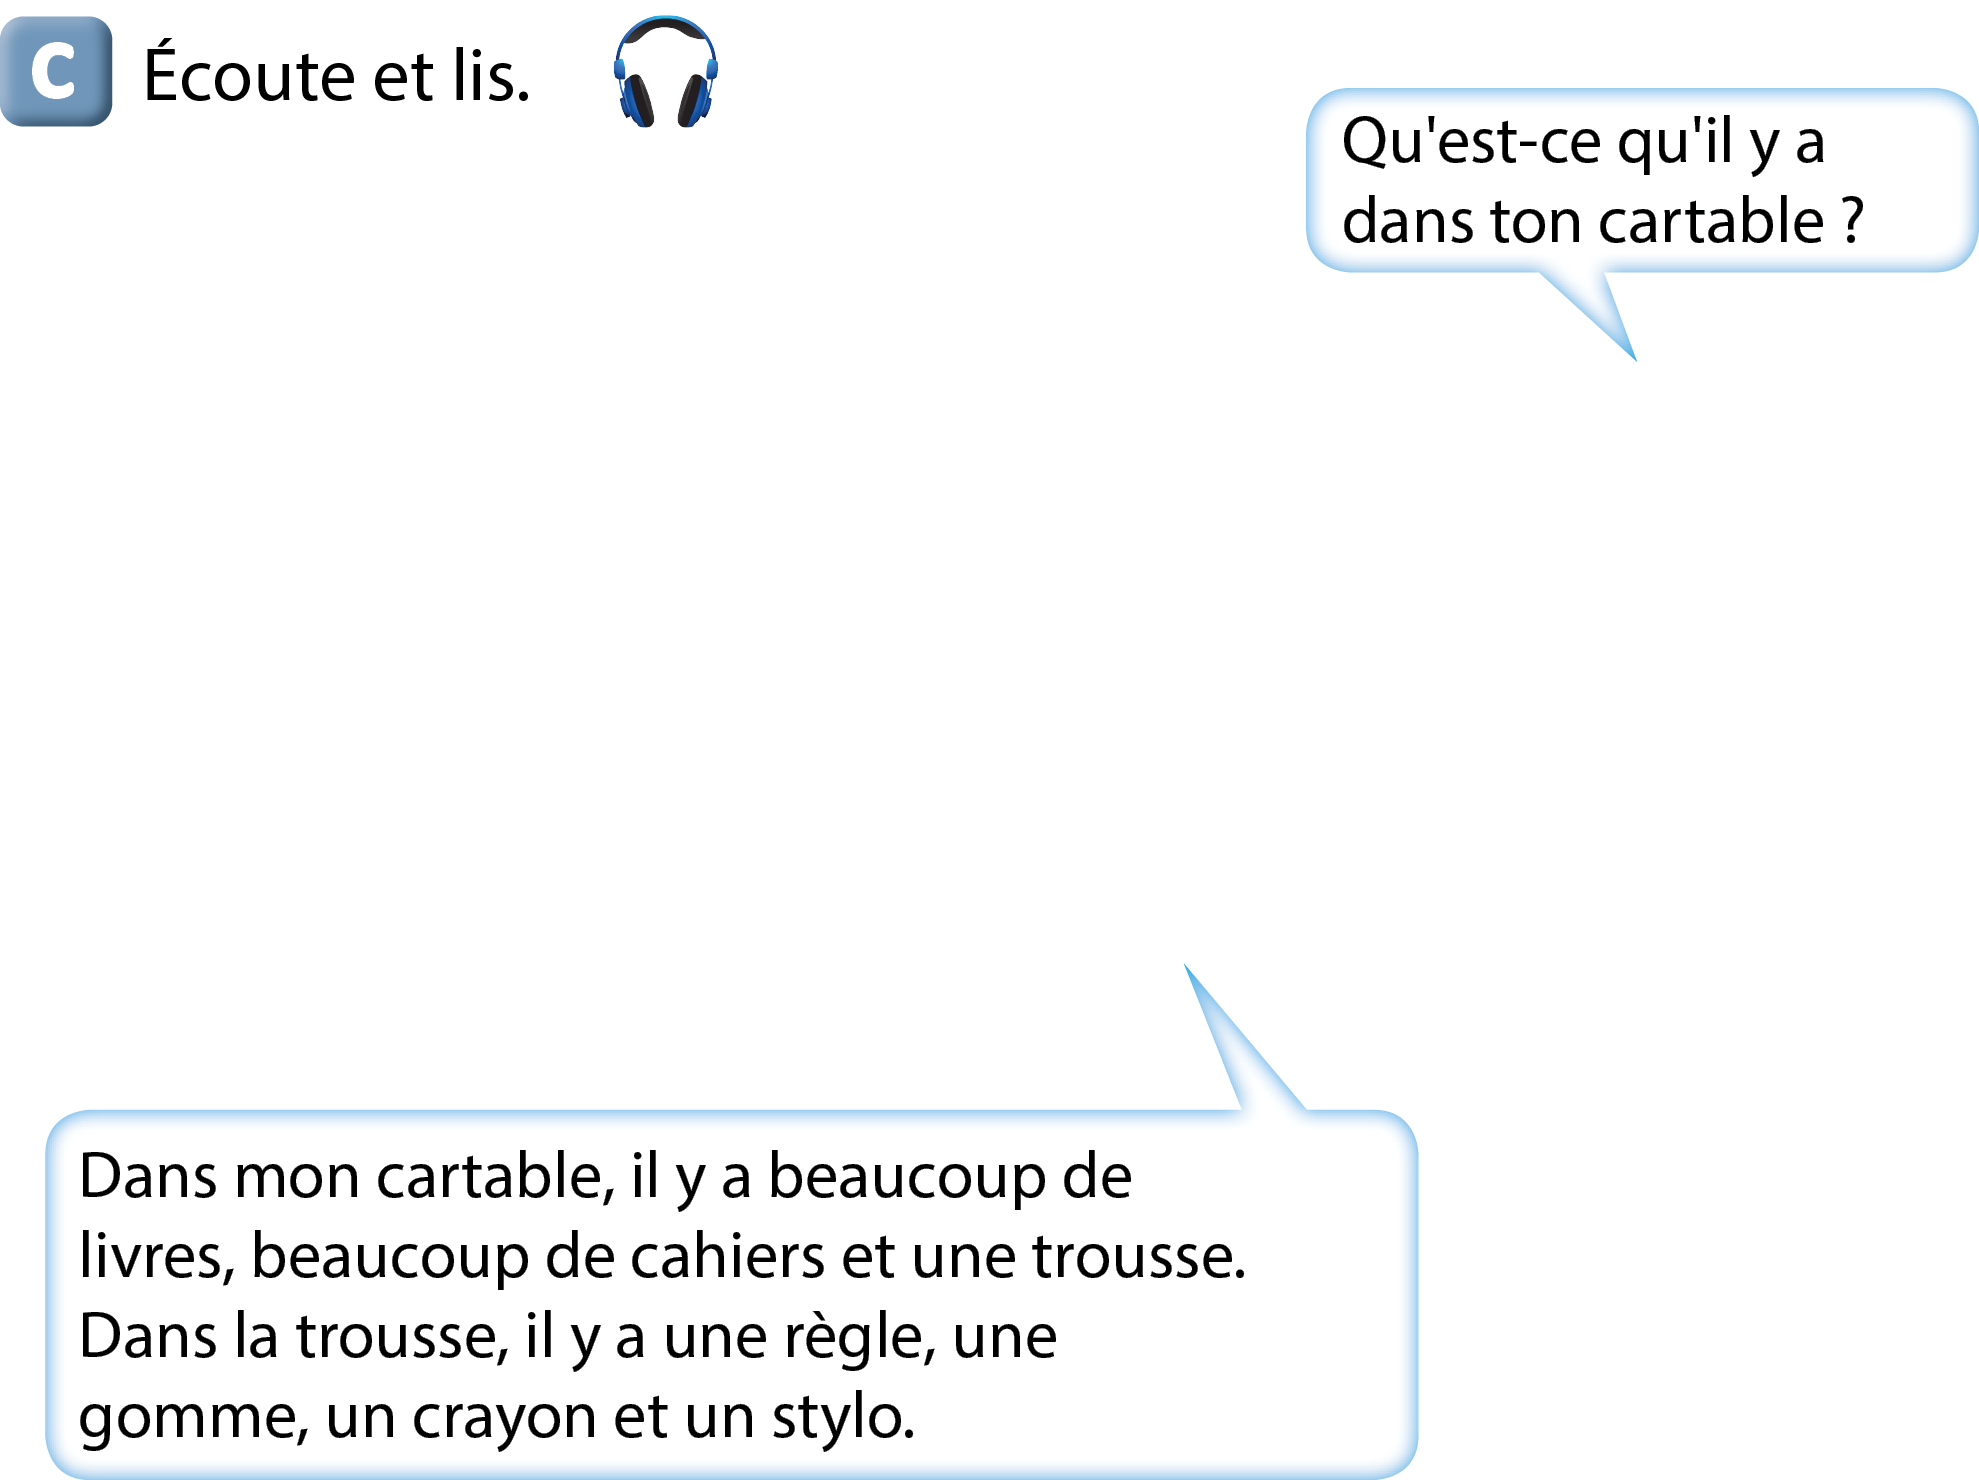 C Écoute et lis.
Qu'est-ce qu'il y a
dans ton cartable ?
Dans mon cartable, il y a beaucoup de
livres, beaucoup de cahiers et une trousse.
Dans la trousse, il y a une règle, une
gomme, un crayon et un stylo.